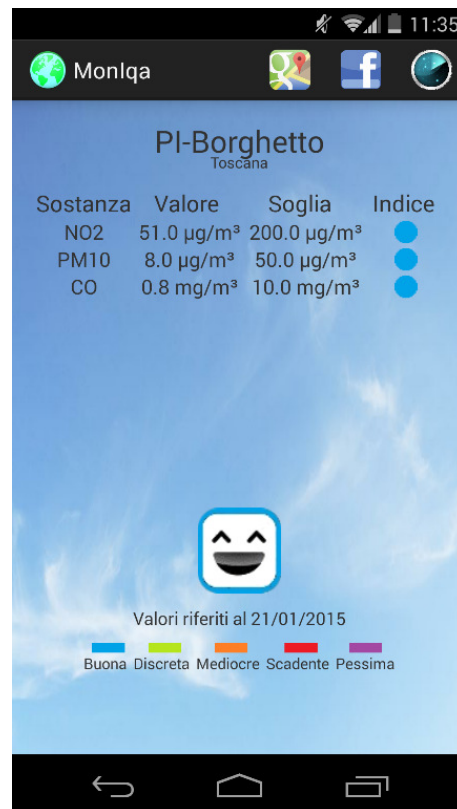 11:35
MonIqa
PI-Borghetto
Toscana
Sostanza Valore Soglia Indice
NO2 51.0 µg/m³ 200.0 µg/m³
PM10 8.0 µg/m³ 50.0 µg/m³
CO 0.8 mg/m³ 10.0 mg/m³
Valori riferiti al 21/01/2015
Buona Discreta Mediocre Scadente Pessima